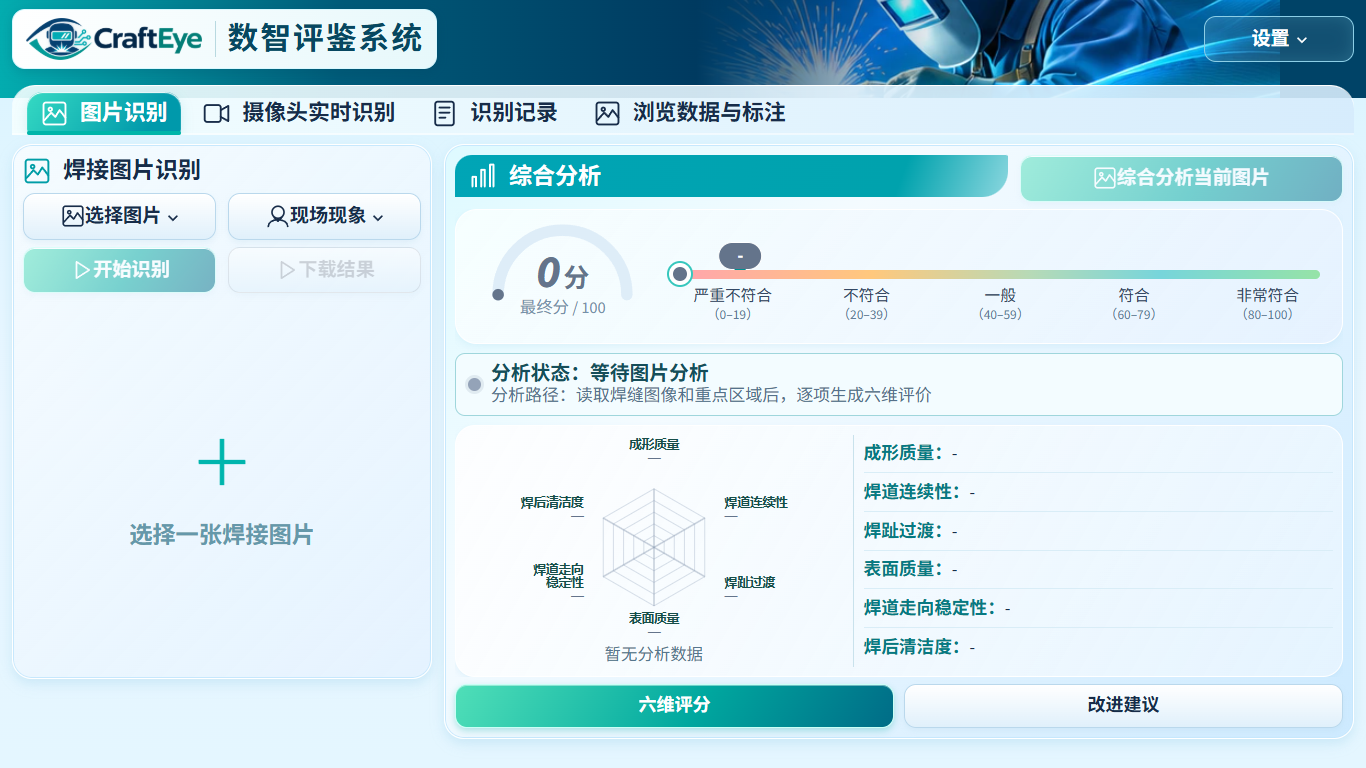 CraftEye 数智评鉴系统
设置
图片识别
摄像头实时识别
识别记录
浏览数据与标注
焊接图片识别
选择图片
现场现象
开始识别
下载结果
选择一张焊接图片
综合分析
综合分析当前图片
0分
最终分 / 100
-
严重不符合
(0–19)
不符合
(20–39)
一般
(40–59)
符合
(60–79)
非常符合
(80–100)
分析状态：等待图片分析
分析路径：读取焊缝图像和重点区域后，逐项生成六维评价
成形质量
—
焊后清洁度
—
焊道连续性
—
焊道走向
稳定性
—
焊趾过渡
—
表面质量
—
暂无分析数据
成形质量：-
焊道连续性：-
焊趾过渡：-
表面质量：-
焊道走向稳定性：-
焊后清洁度：-
六维评分
改进建议